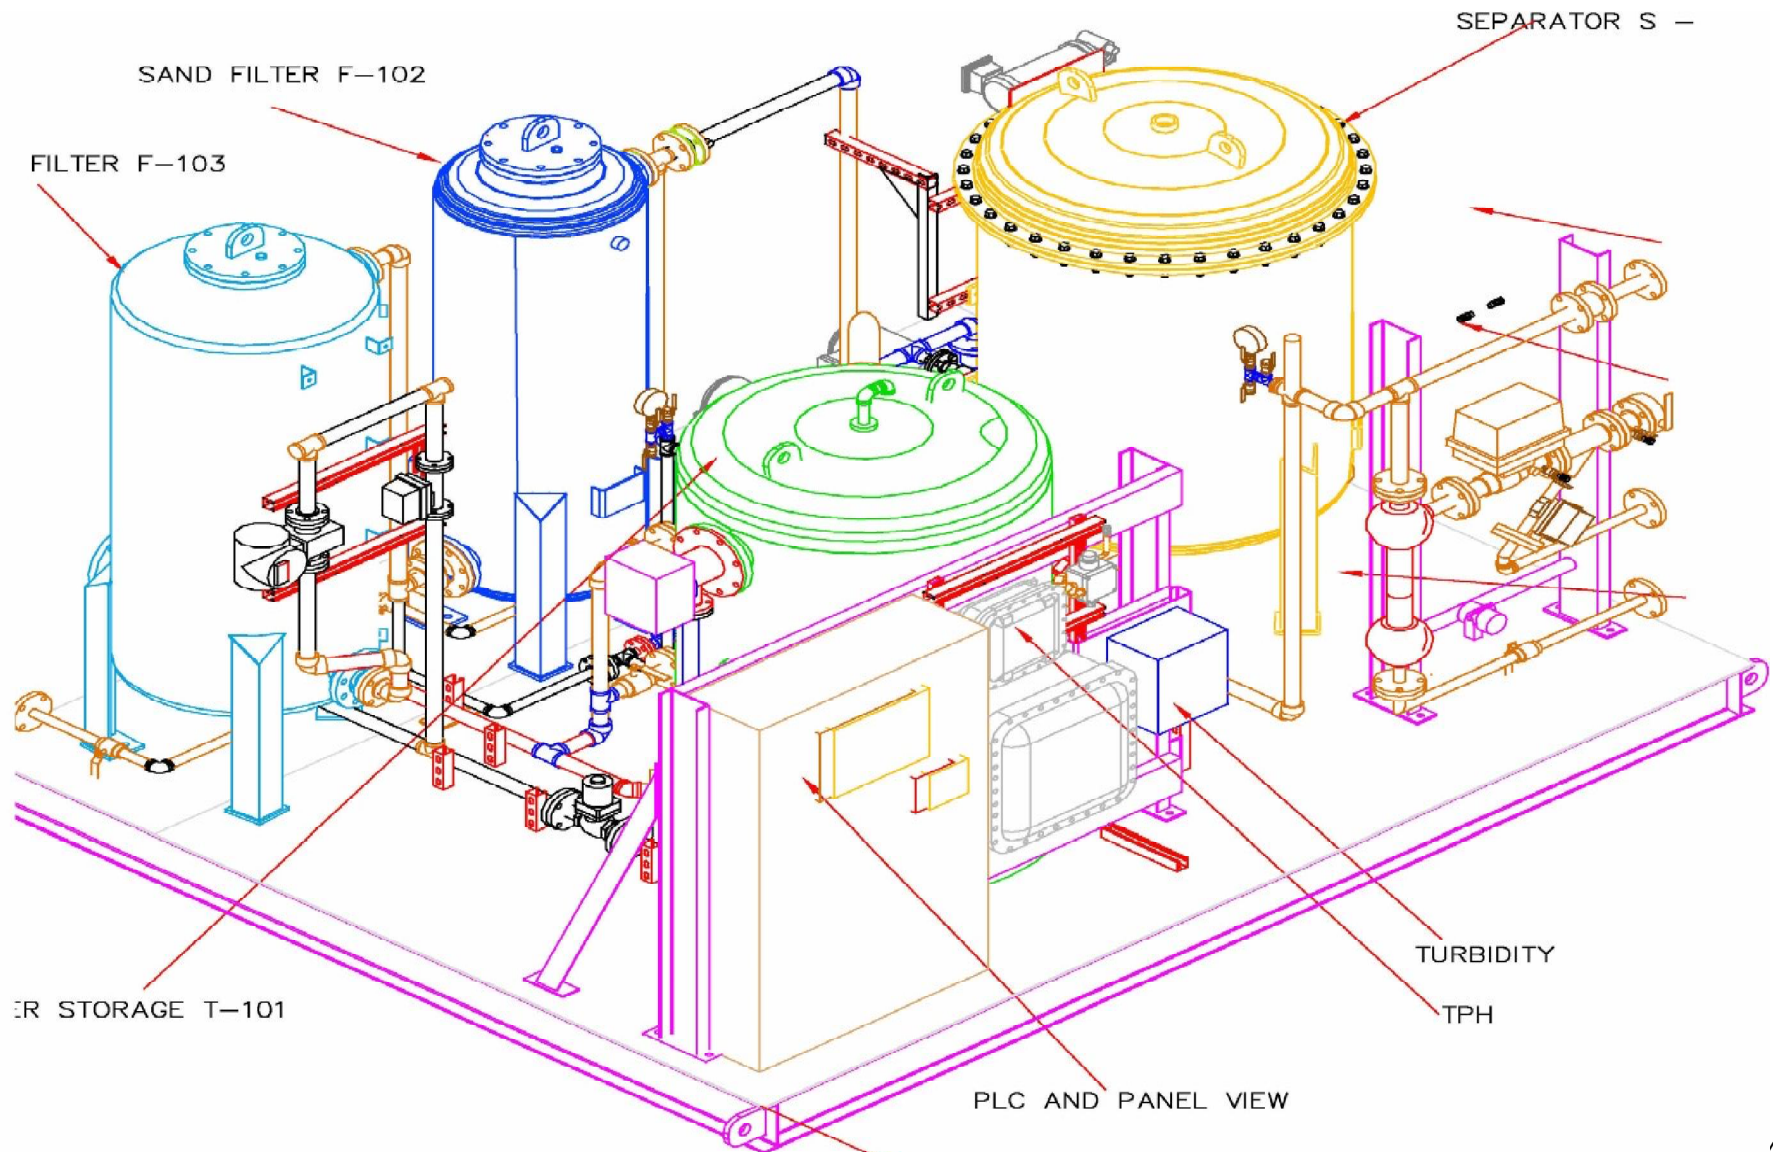 SEPARATOR S –
SAND FILTER F–102
FILTER F–103
ER STORAGE T–101
TURBIDITY
TPH
PLC AND PANEL VIEW